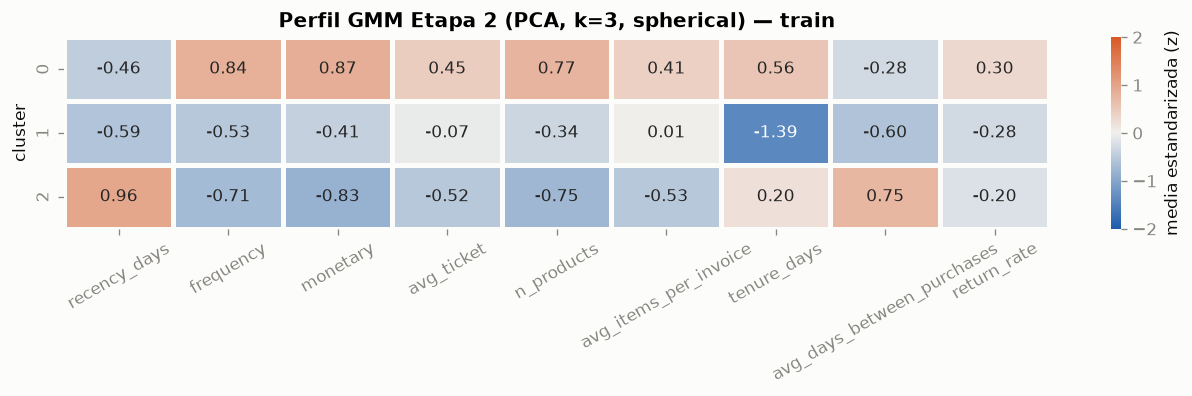 Perfil GMM Etapa 2 (PCA, k=3, spherical) — train
cluster
0 -0.46 0.84 0.87 0.45 0.77 0.41 0.56 -0.28 0.30
1 -0.59 -0.53 -0.41 -0.07 -0.34 0.01 -1.39 -0.60 -0.28
2 0.96 -0.71 -0.83 -0.52 -0.75 -0.53 0.20 0.75 -0.20
recency_days
frequency
monetary
avg_ticket
n_products
avg_items_per_invoice
tenure_days
avg_days_between_purchases
return_rate
2
1
0
−1
−2
media estandarizada (z)